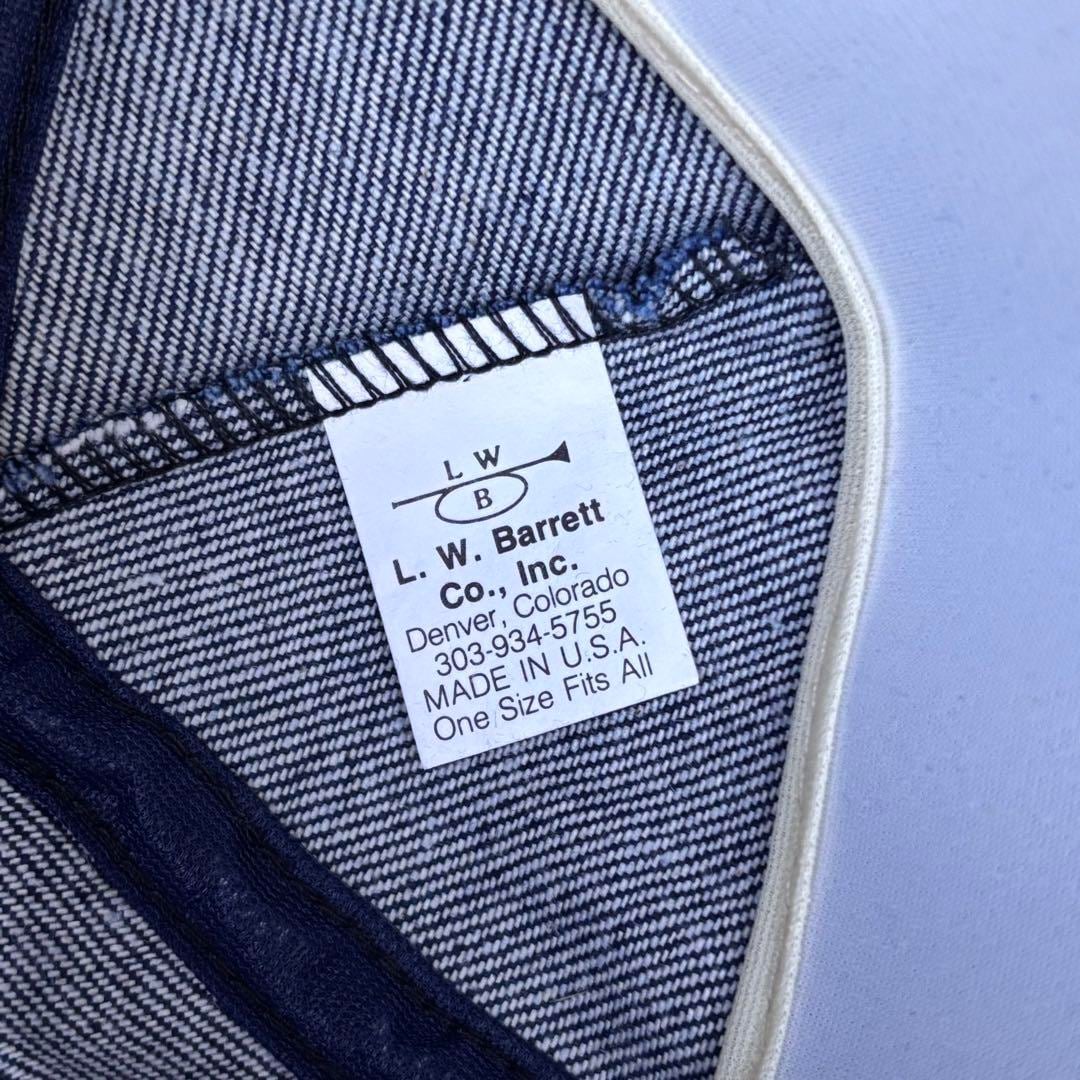 L W
B
L. W. Barrett
Co., Inc.
Denver, Colorado
303-934-5755
MADE IN U.S.A.
One Size Fits All